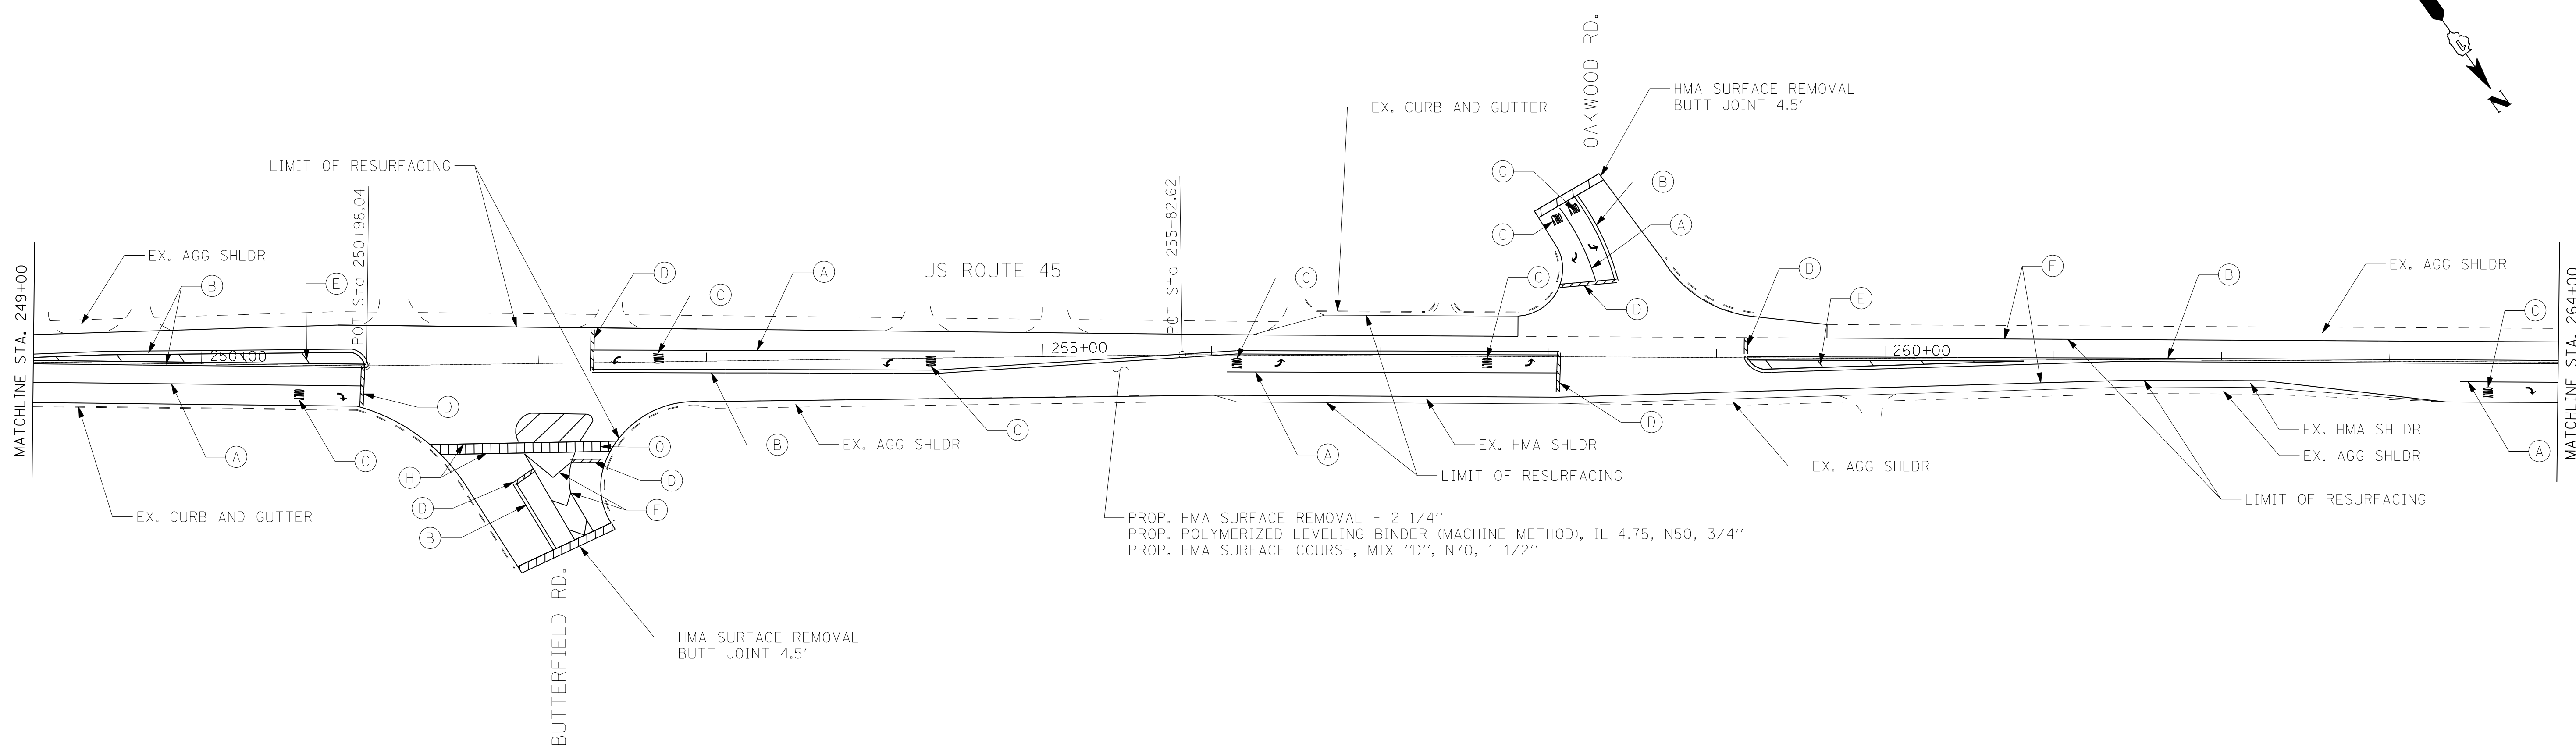 OAKWOOD RD.
N
HMA SURFACE REMOVAL
BUTT JOINT 4.5'
EX. CURB AND GUTTER
LIMIT OF RESURFACING
C
B
POT Sta 250+98.04
POT Sta 255+82.62
A
C
MATCHLINE STA. 249+00
EX. AGG SHLDR
B
E
D
A
C
US ROUTE 45
C
C
D
D
E
F
B
EX. AGG SHLDR
C
MATCHLINE STA. 264+00
250+00
255+00
260+00
D
A
C
H
O
D
D
F
B
B
EX. AGG SHLDR
C
A
EX. HMA SHLDR
LIMIT OF RESURFACING
D
EX. AGG SHLDR
EX. HMA SHLDR
EX. AGG SHLDR
A
LIMIT OF RESURFACING
EX. CURB AND GUTTER
PROP. HMA SURFACE REMOVAL - 2 1/4"
PROP. POLYMERIZED LEVELING BINDER (MACHINE METHOD), IL-4.75, N50, 3/4"
PROP. HMA SURFACE COURSE, MIX "D", N70, 1 1/2"
BUTTERFIELD RD.
HMA SURFACE REMOVAL
BUTT JOINT 4.5'